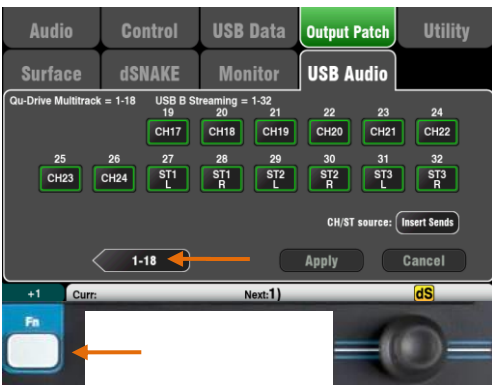 Audio Control USB Data Output Patch Utility
Surface dSNAKE Monitor USB Audio
Qu-Drive Multitrack = 1-18 USB B Streaming = 1-32
19 20 21 22 23 24
CH17 CH18 CH19 CH20 CH21 CH22
25 26 27 28 29 30 31 32
CH23 CH24 ST1 L ST1 R ST2 L ST2 R ST3 L ST3 R
CH/ST source: Insert Sends
1-18 Apply Cancel
+1 Curr: Next:1) dS
Fn